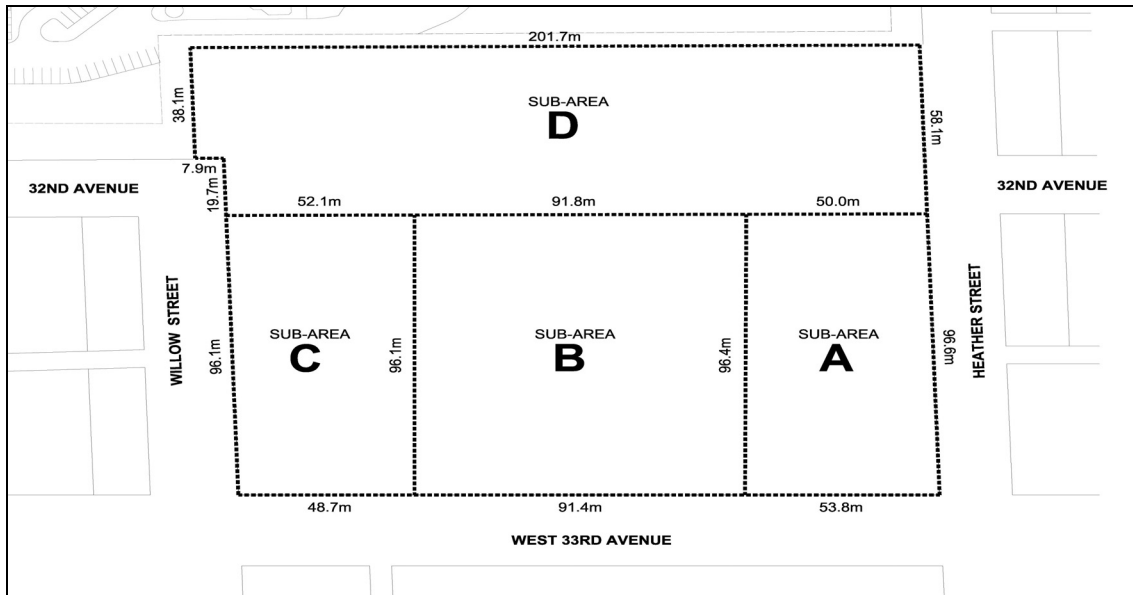 201.7m
38.1m
SUB-AREA
D
58.1m
7.9m
32ND AVENUE
19.7m
52.1m
91.8m
50.0m
32ND AVENUE
WILLOW STREET
96.1m
SUB-AREA
C
96.1m
SUB-AREA
B
96.4m
SUB-AREA
A
96.6m
HEATHER STREET
48.7m
91.4m
53.8m
WEST 33RD AVENUE